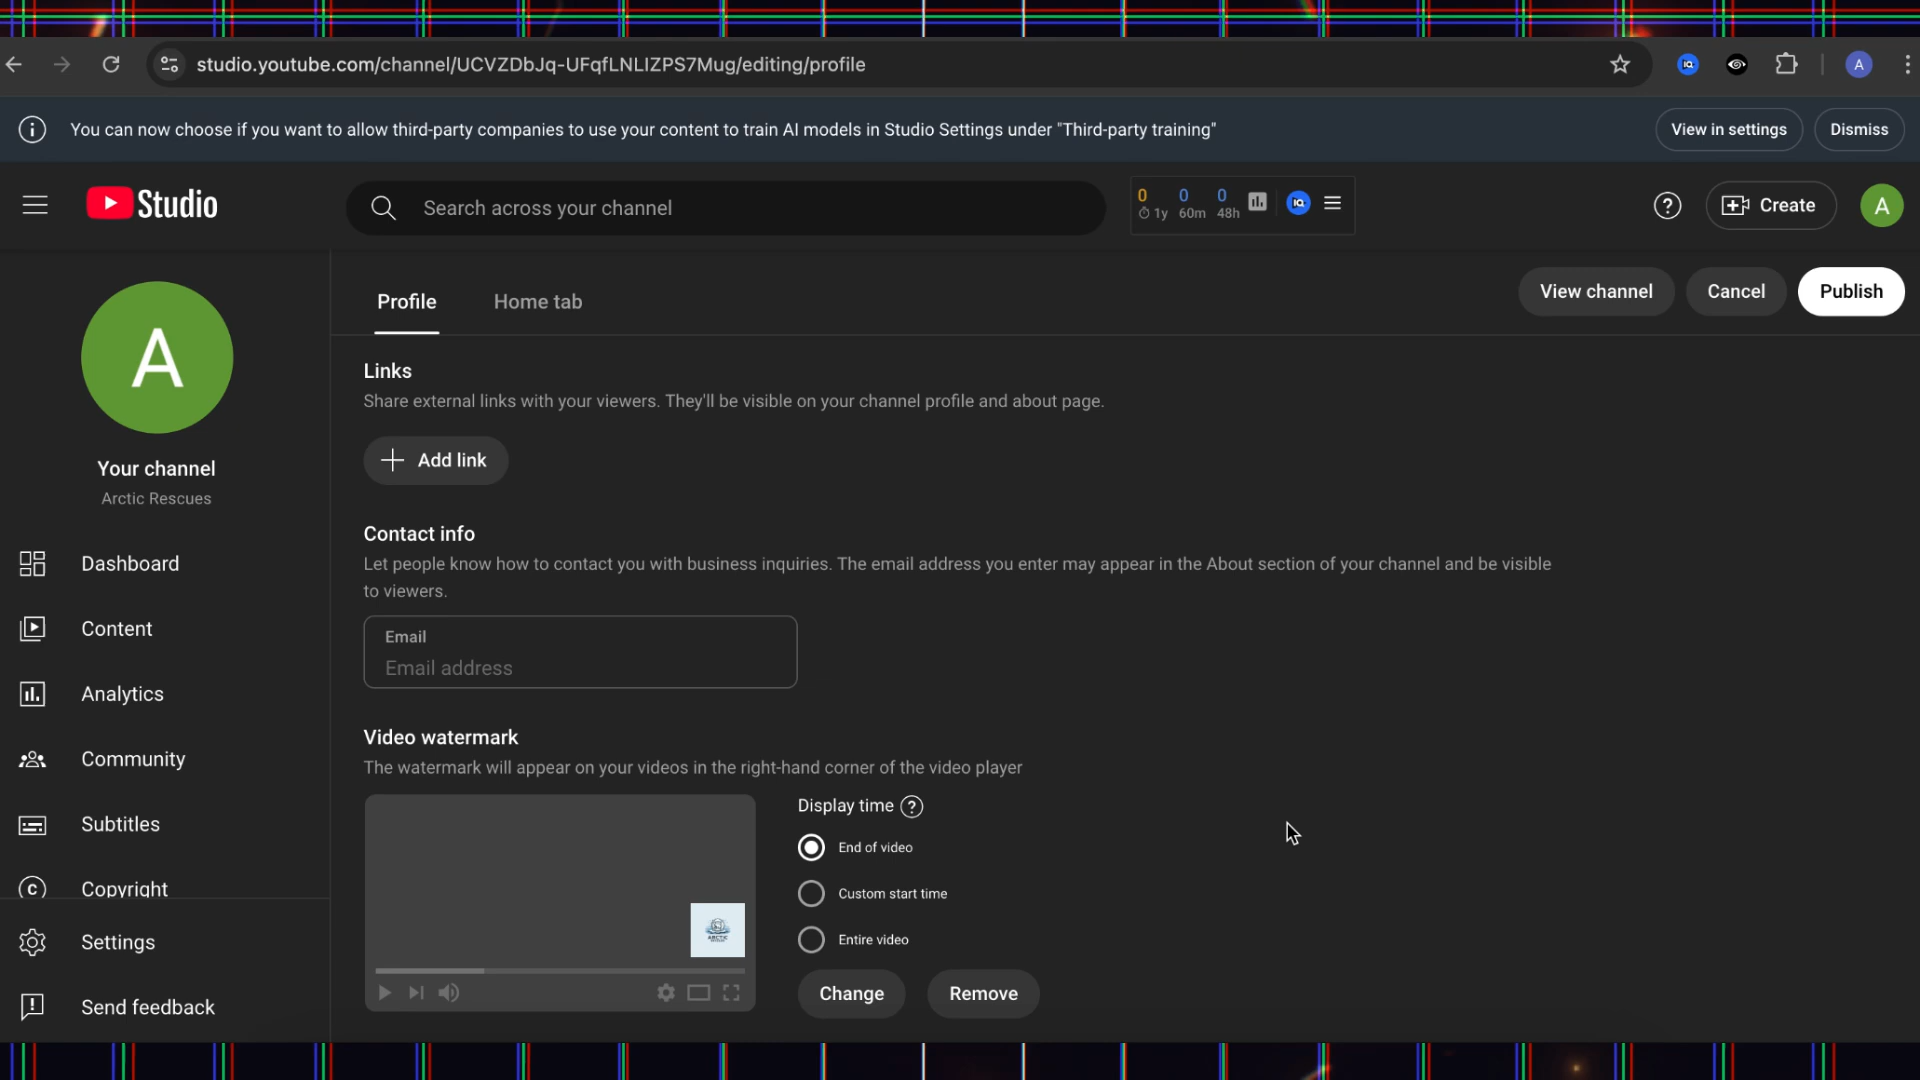 studio.youtube.com/channel/UCVZDbJq-UFqfLNLIZPS7Mug/editing/profile
A
You can now choose if you want to allow third-party companies to use your content to train AI models in Studio Settings under "Third-party training"
View in settings
Dismiss
Studio
Search across your channel
0 0 0
1y 60m 48h
IQ
Create
A
A
Your channel
Arctic Rescues
Dashboard
Content
Analytics
Community
Subtitles
Copyright
Settings
Send feedback
Profile
Home tab
View channel
Cancel
Publish
Links
Share external links with your viewers. They'll be visible on your channel profile and about page.
Add link
Contact info
Let people know how to contact you with business inquiries. The email address you enter may appear in the About section of your channel and be visible
to viewers.
Email
Email address
Video watermark
The watermark will appear on your videos in the right-hand corner of the video player
ARCTIC
Display time
End of video
Custom start time
Entire video
Change
Remove